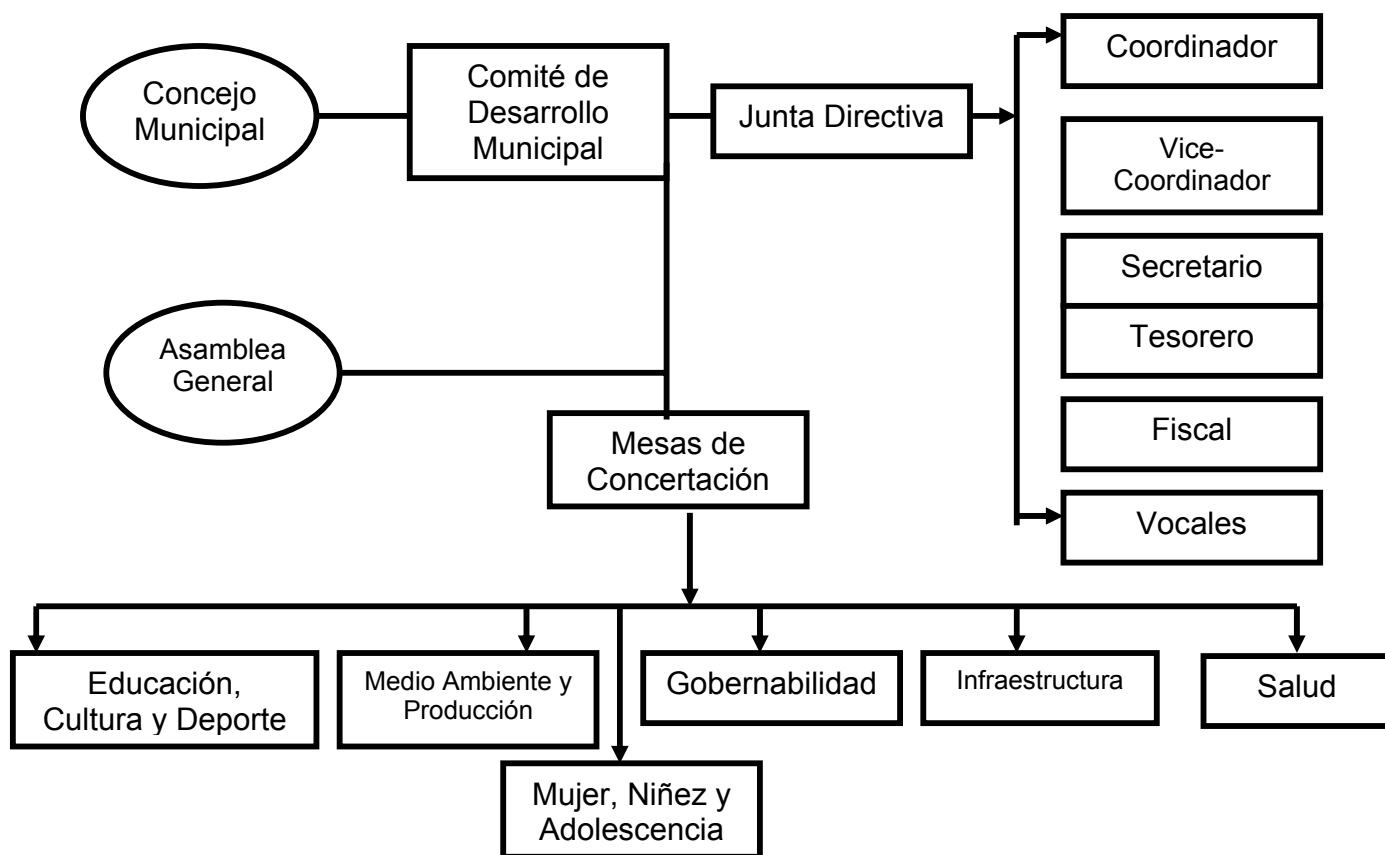 Concejo
Municipal
Comité de
Desarrollo
Municipal
Junta Directiva
Coordinador
Vice-
Coordinador
Secretario
Tesorero
Fiscal
Vocales
Asamblea
General
Mesas de
Concertación
Educación,
Cultura y Deporte
Medio Ambiente y
Producción
Mujer, Niñez y
Adolescencia
Gobernabilidad
Infraestructura
Salud